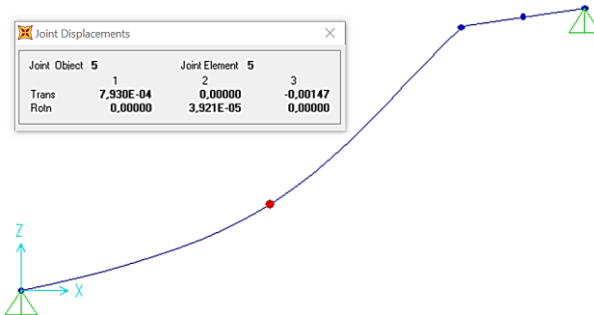 Joint Displacements
Joint Object 5 Joint Element 5
1 2 3
Trans 7,930E-04 0,00000 -0,00147
Rotn 0,00000 3,921E-05 0,00000
Z
X